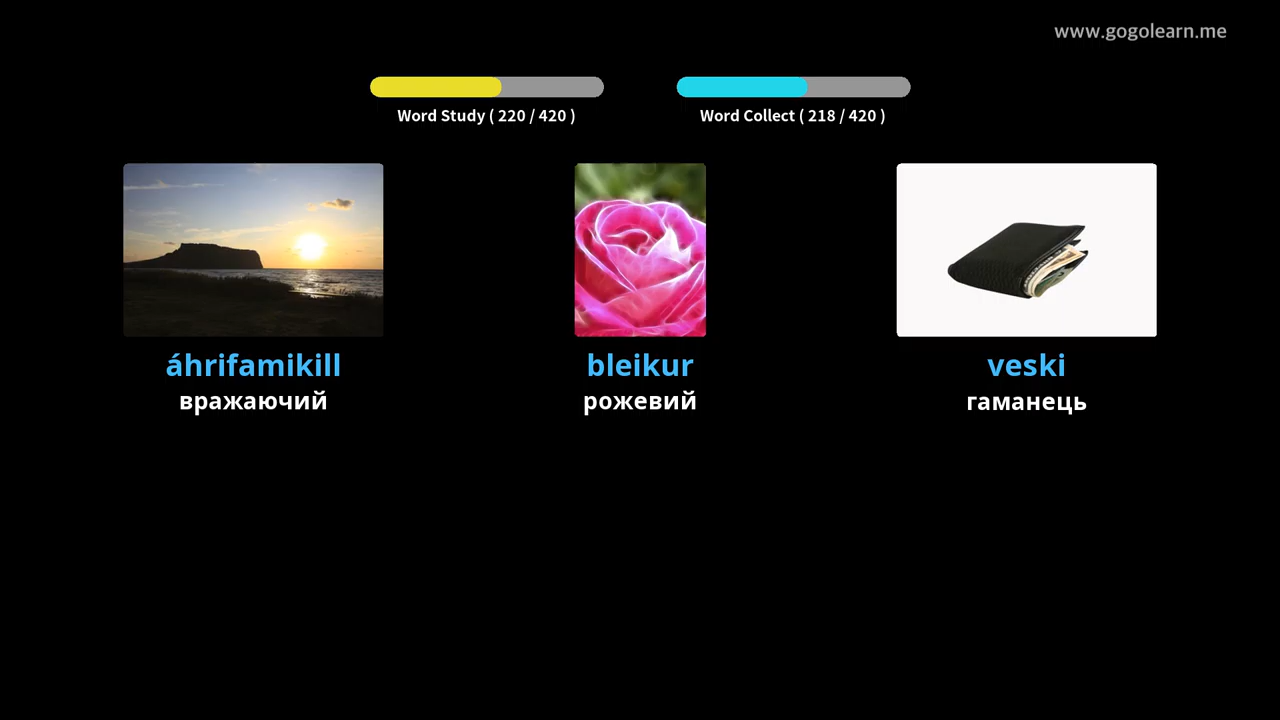 www.gogolearn.me
Word Study ( 220 / 420 )
Word Collect ( 218 / 420 )
áhrifamikill
вражаючий
bleikur
рожевий
veski
гаманець